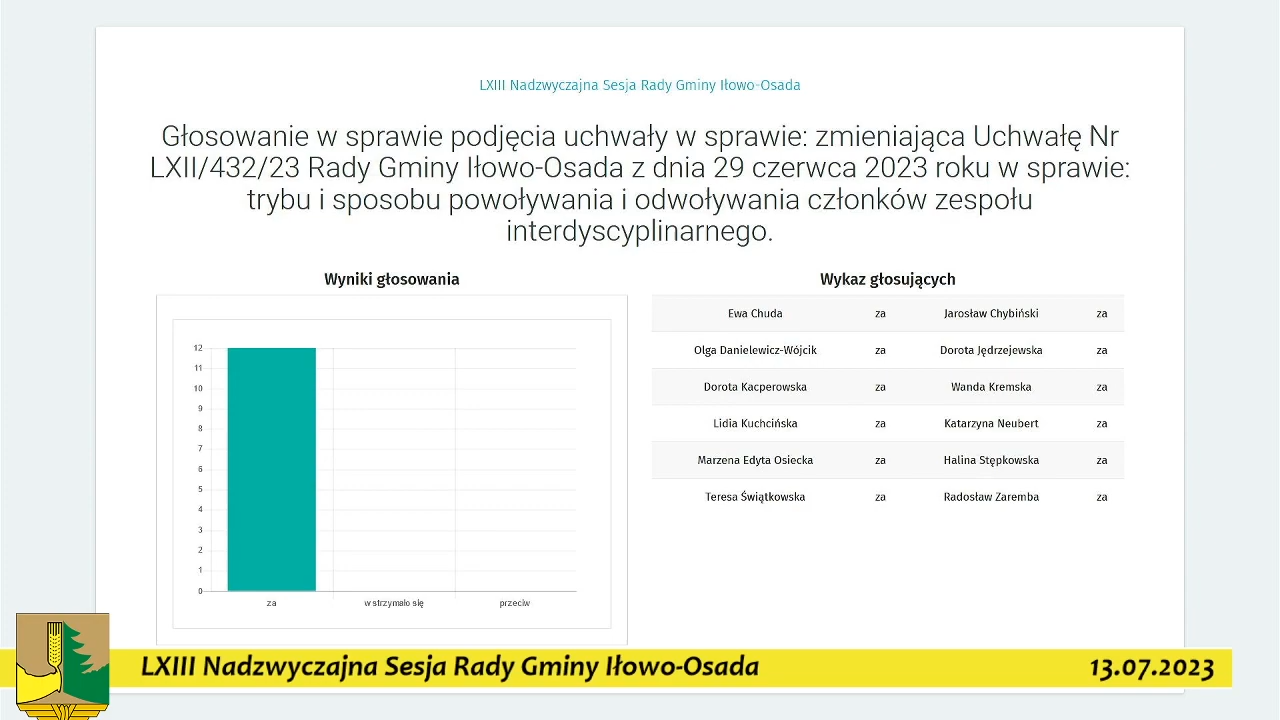 LXIII Nadzwyczajna Sesja Rady Gminy Iłowo-Osada
Głosowanie w sprawie podjęcia uchwały w sprawie: zmieniająca Uchwałę Nr
LXII/432/23 Rady Gminy Iłowo-Osada z dnia 29 czerwca 2023 roku w sprawie:
trybu i sposobu powoływania i odwoływania członków zespołu
interdyscyplinarnego.
Wyniki głosowania
12
11
10
9
8
7
6
5
4
3
2
1
0
za wstrzymało się przeciw
Wykaz głosujących
Ewa Chuda za Jarosław Chybiński za
Olga Danielewicz-Wójcik za Dorota Jędrzejewska za
Dorota Kacperowska za Wanda Kremska za
Lidia Kuchcińska za Katarzyna Neubert za
Marzena Edyta Osiecka za Halina Stępkowska za
Teresa Świątkowska za Radosław Zaremba za
LXIII Nadzwyczajna Sesja Rady Gminy Iłowo-Osada 13.07.2023